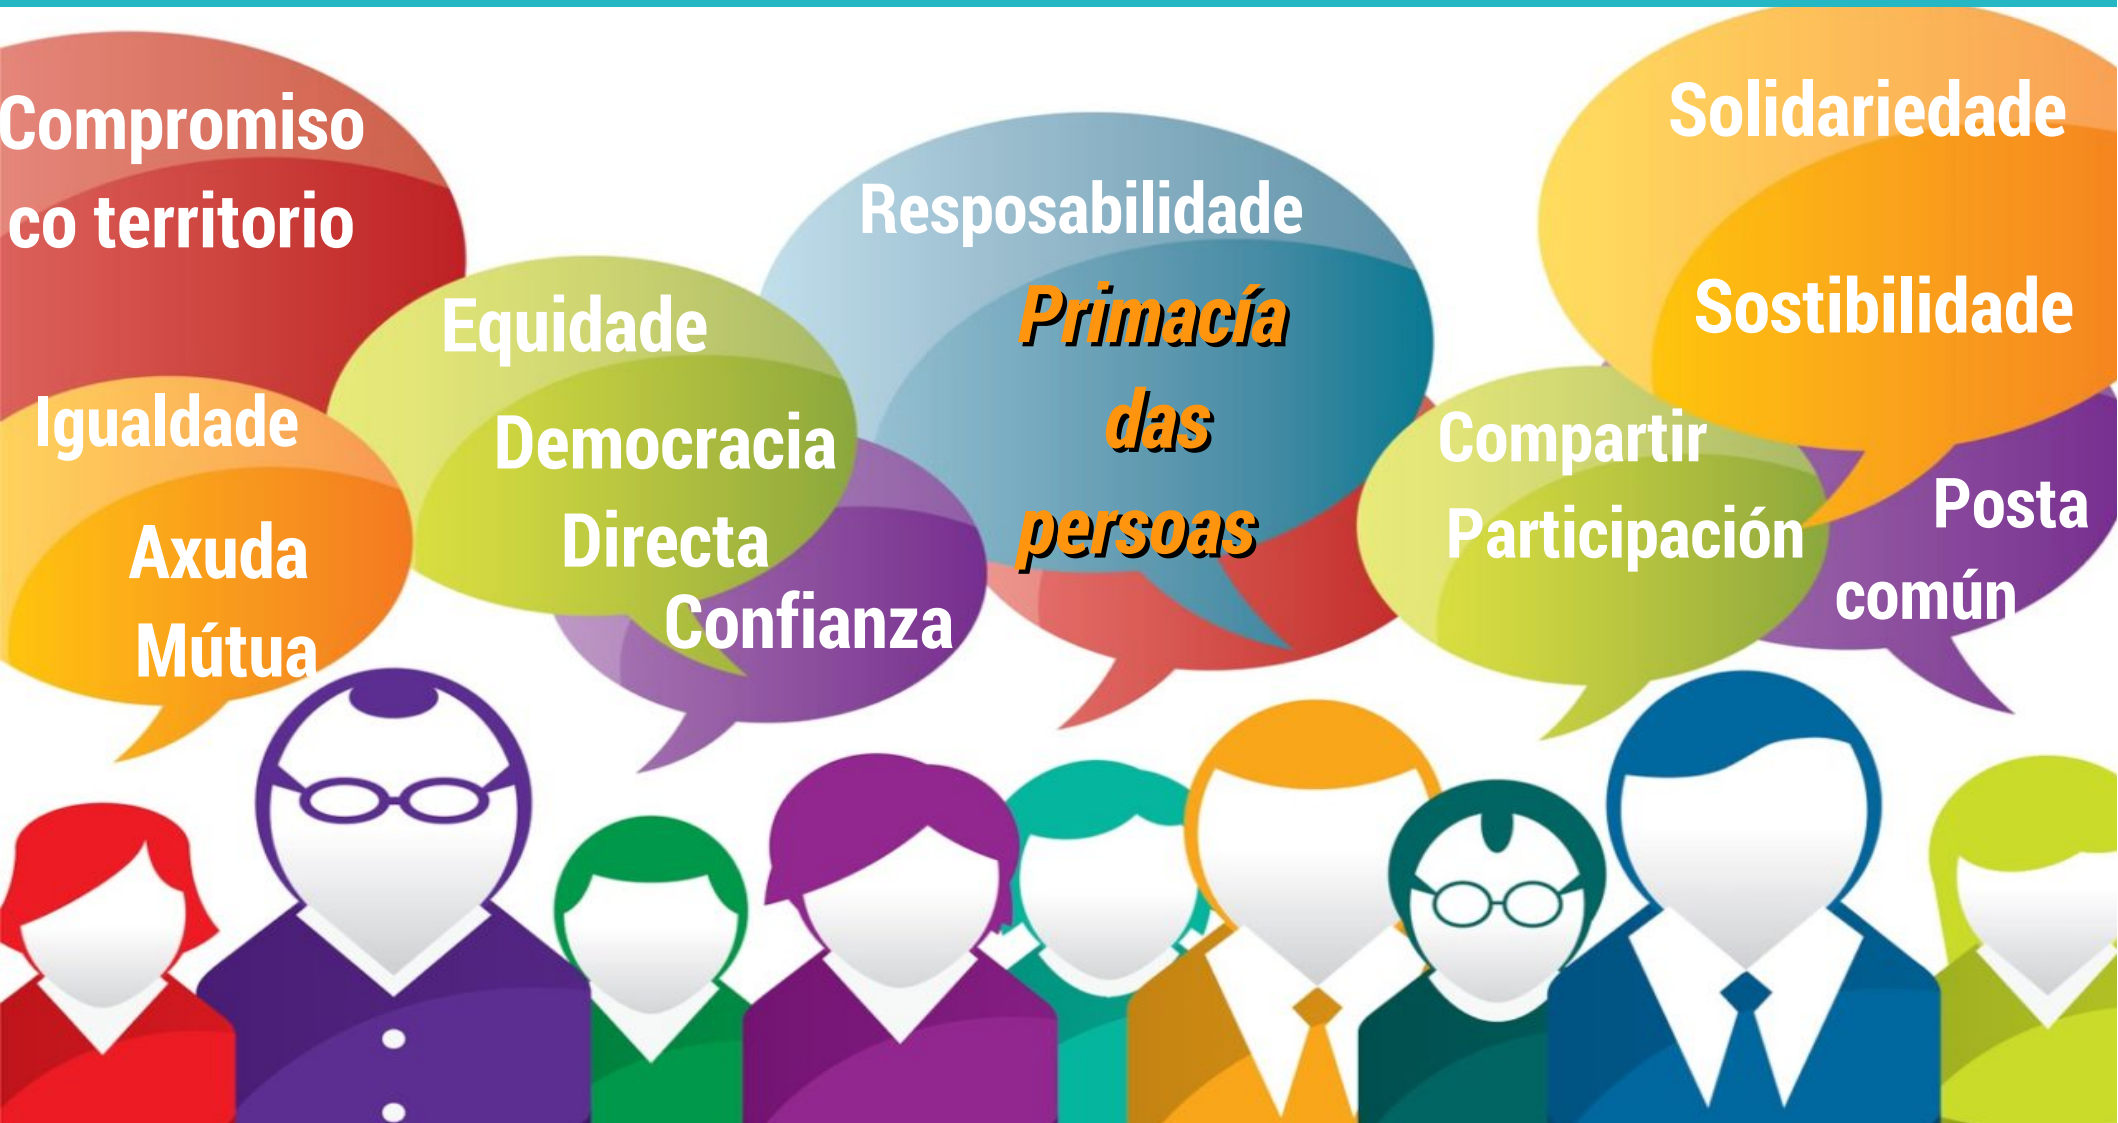 Compromiso
co territorio
Igualdade
Axuda
Mútua
Equidade
Democracia
Directa
Confianza
Resposabilidade
Primacía
das
persoas
Solidariedade
Sostibilidade
Compartir
Participación
Posta
común